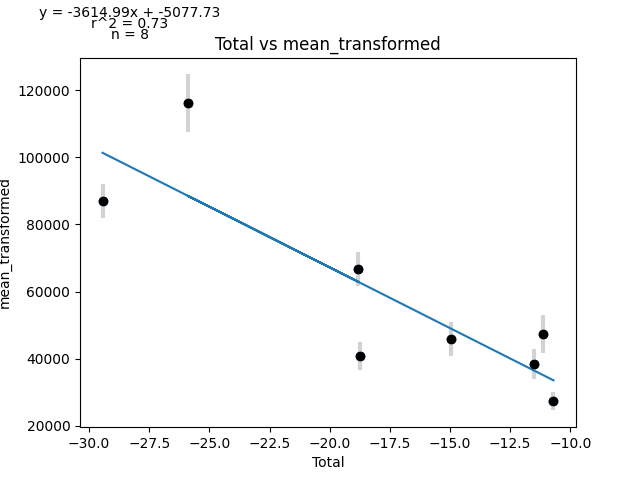 y = -3614.99x + -5077.73
r^2 = 0.73
n = 8
Total vs mean_transformed
mean_transformed
120000
100000
80000
60000
40000
20000
−30.0 −27.5 −25.0 −22.5 −20.0 −17.5 −15.0 −12.5 −10.0
Total